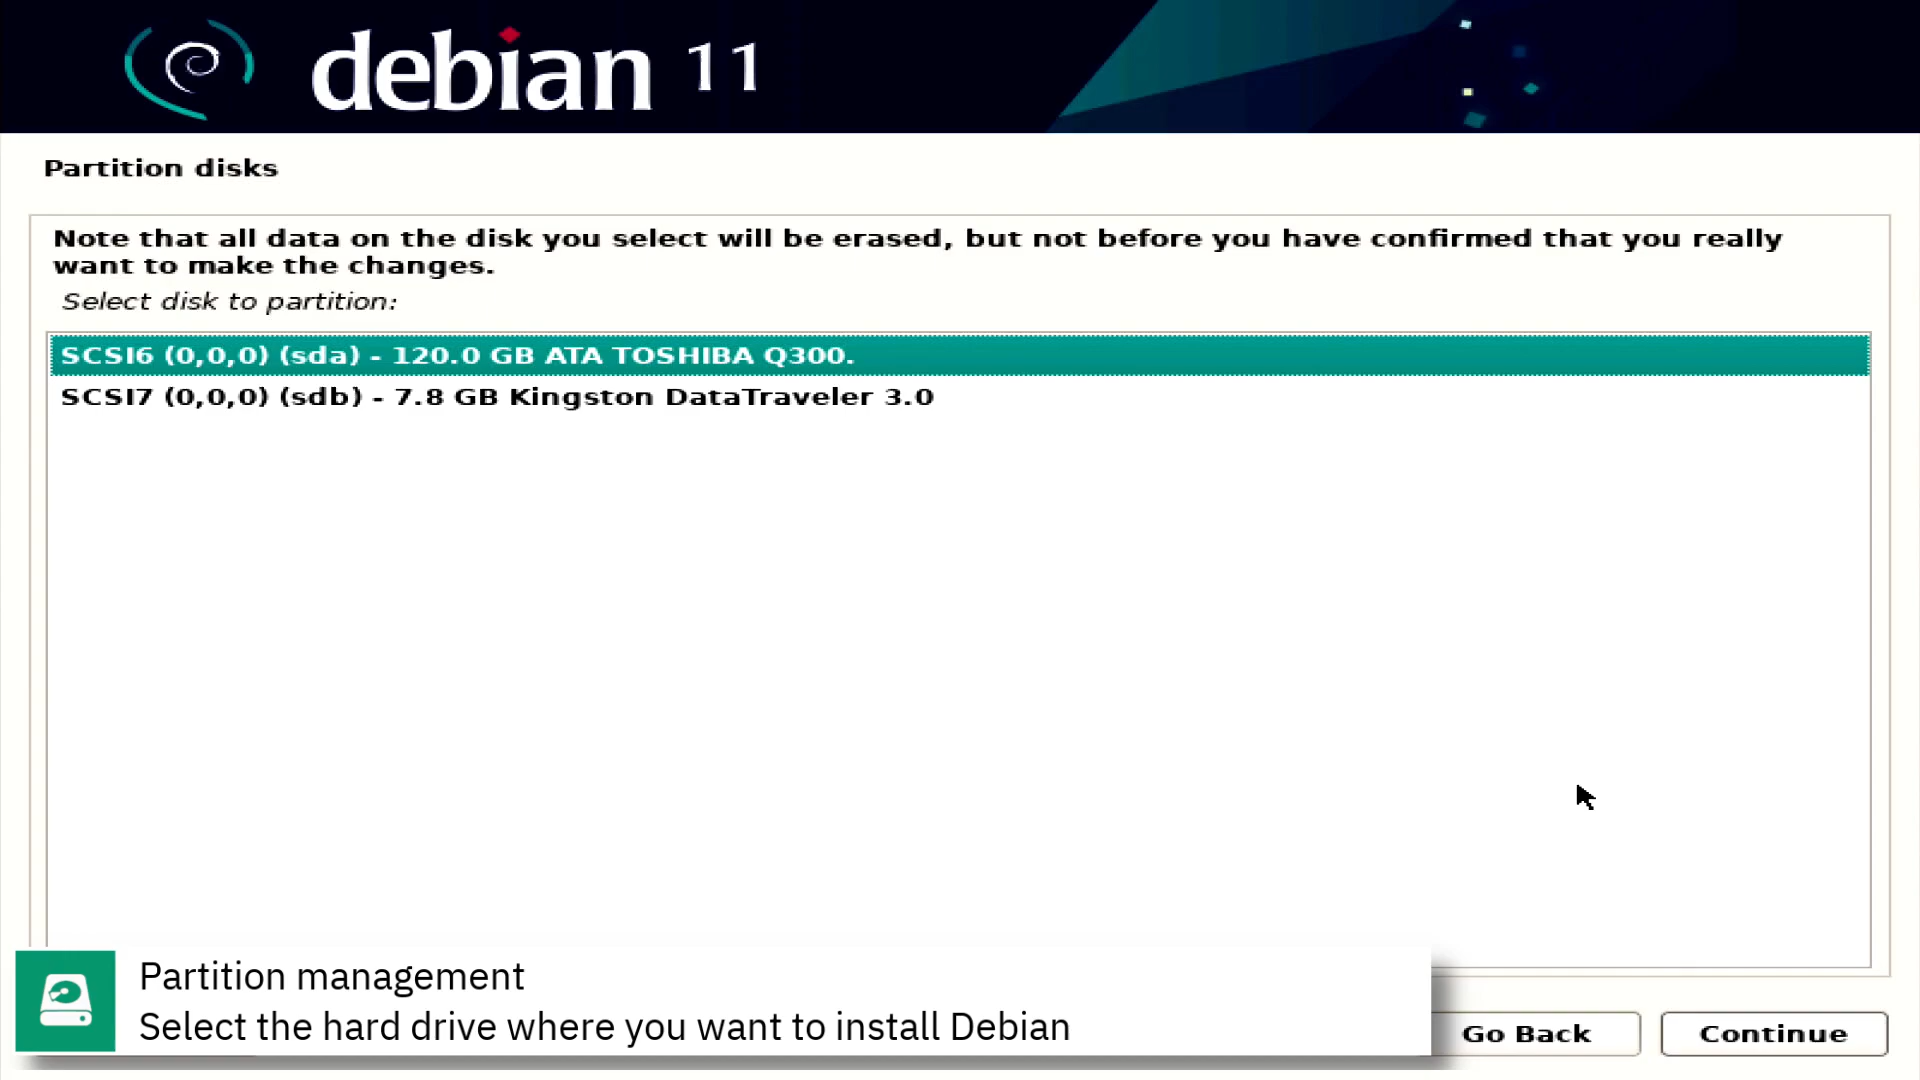 debian 11
Partition disks
Note that all data on the disk you select will be erased, but not before you have confirmed that you really
want to make the changes.
Select disk to partition:
SCSI6 (0,0,0) (sda) - 120.0 GB ATA TOSHIBA Q300.
SCSI7 (0,0,0) (sdb) - 7.8 GB Kingston DataTraveler 3.0
Partition management
Select the hard drive where you want to install Debian
Go Back
Continue